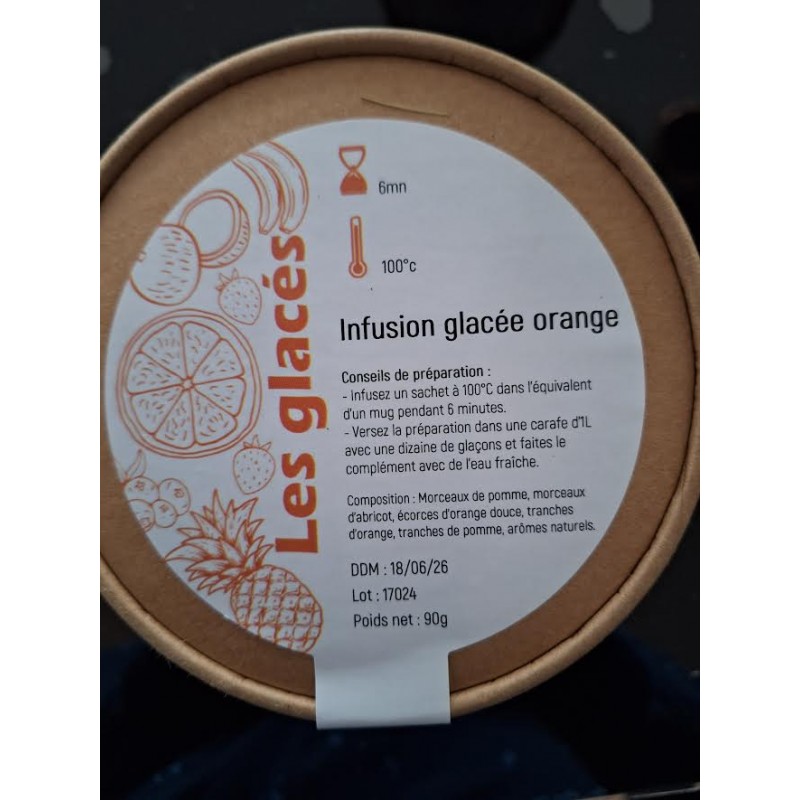 Les glacés
6mn
100°c
Infusion glacée orange
Conseils de préparation :
- Infusez un sachet à 100°C dans l'équivalent
d'un mug pendant 6 minutes.
- Versez la préparation dans une carafe d'1L
avec une dizaine de glaçons et faites le
complément avec de l'eau fraîche.
Composition : Morceaux de pomme, morceaux
d'abricot, écorces d'orange douce, tranches
d'orange, tranches de pomme, arômes naturels.
DDM : 18/06/26
Lot : 17024
Poids net : 90g